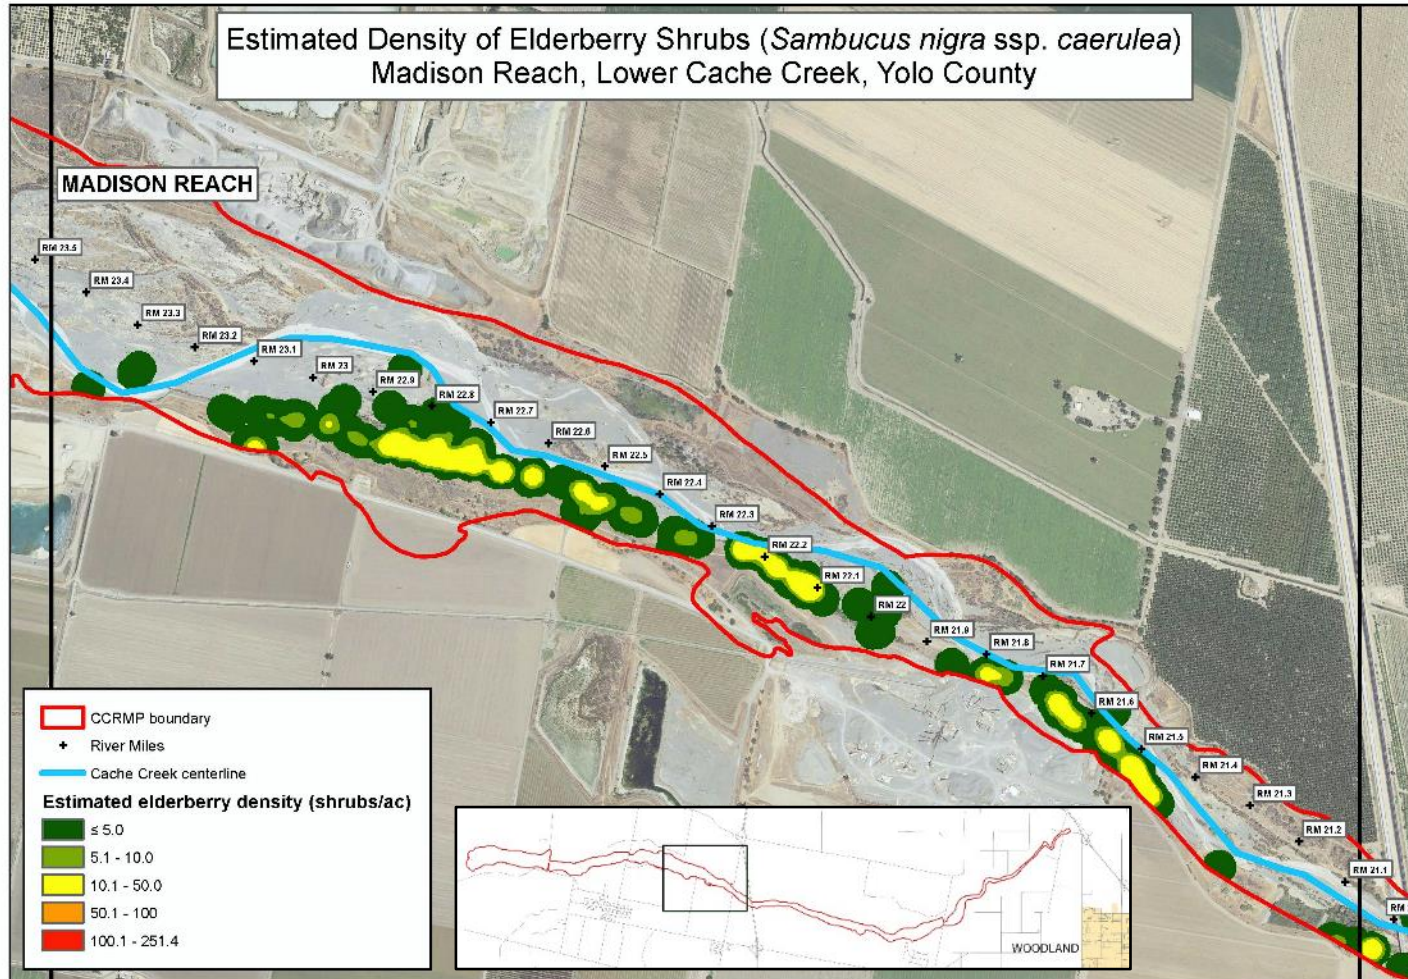 Estimated Density of Elderberry Shrubs (Sambucus nigra ssp. caerulea)
Madison Reach, Lower Cache Creek, Yolo County
MADISON REACH
RM 23.5
RM 23.4
RM 23.3
RM 23.2
RM 23.1
RM 23
RM 22.9
RM 22.8
RM 22.7
RM 22.6
RM 22.5
RM 22.4
RM 22.3
RM 22.2
RM 22.1
RM 22
RM 21.9
RM 21.8
RM 21.7
RM 21.6
RM 21.5
RM 21.4
RM 21.3
RM 21.2
RM 21.1
RM
CCRMP boundary
River Miles
Cache Creek centerline
Estimated elderberry density (shrubs/ac)
≤ 5.0
5.1 - 10.0
10.1 - 50.0
50.1 - 100
100.1 - 251.4
WOODLAND